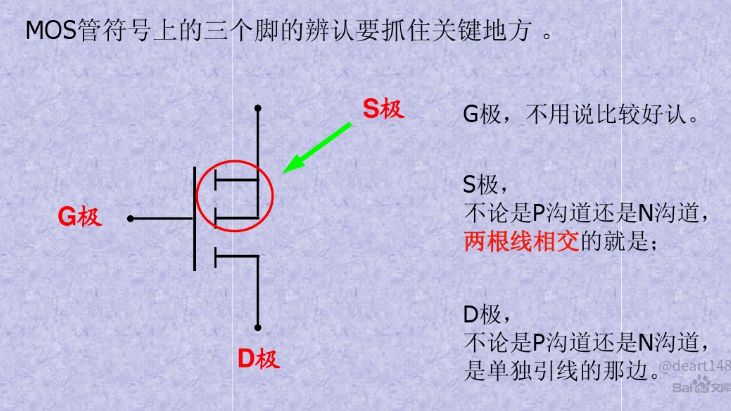 MOS管符号上的三个脚的辨认要抓住关键地方 。
S极
G极，不用说比较好认。
S极，
不论是P沟道还是N沟道，
两根线相交的就是；
G极
D极，
不论是P沟道还是N沟道，
是单独引线的那边。
D极
@deart148
Bai文库